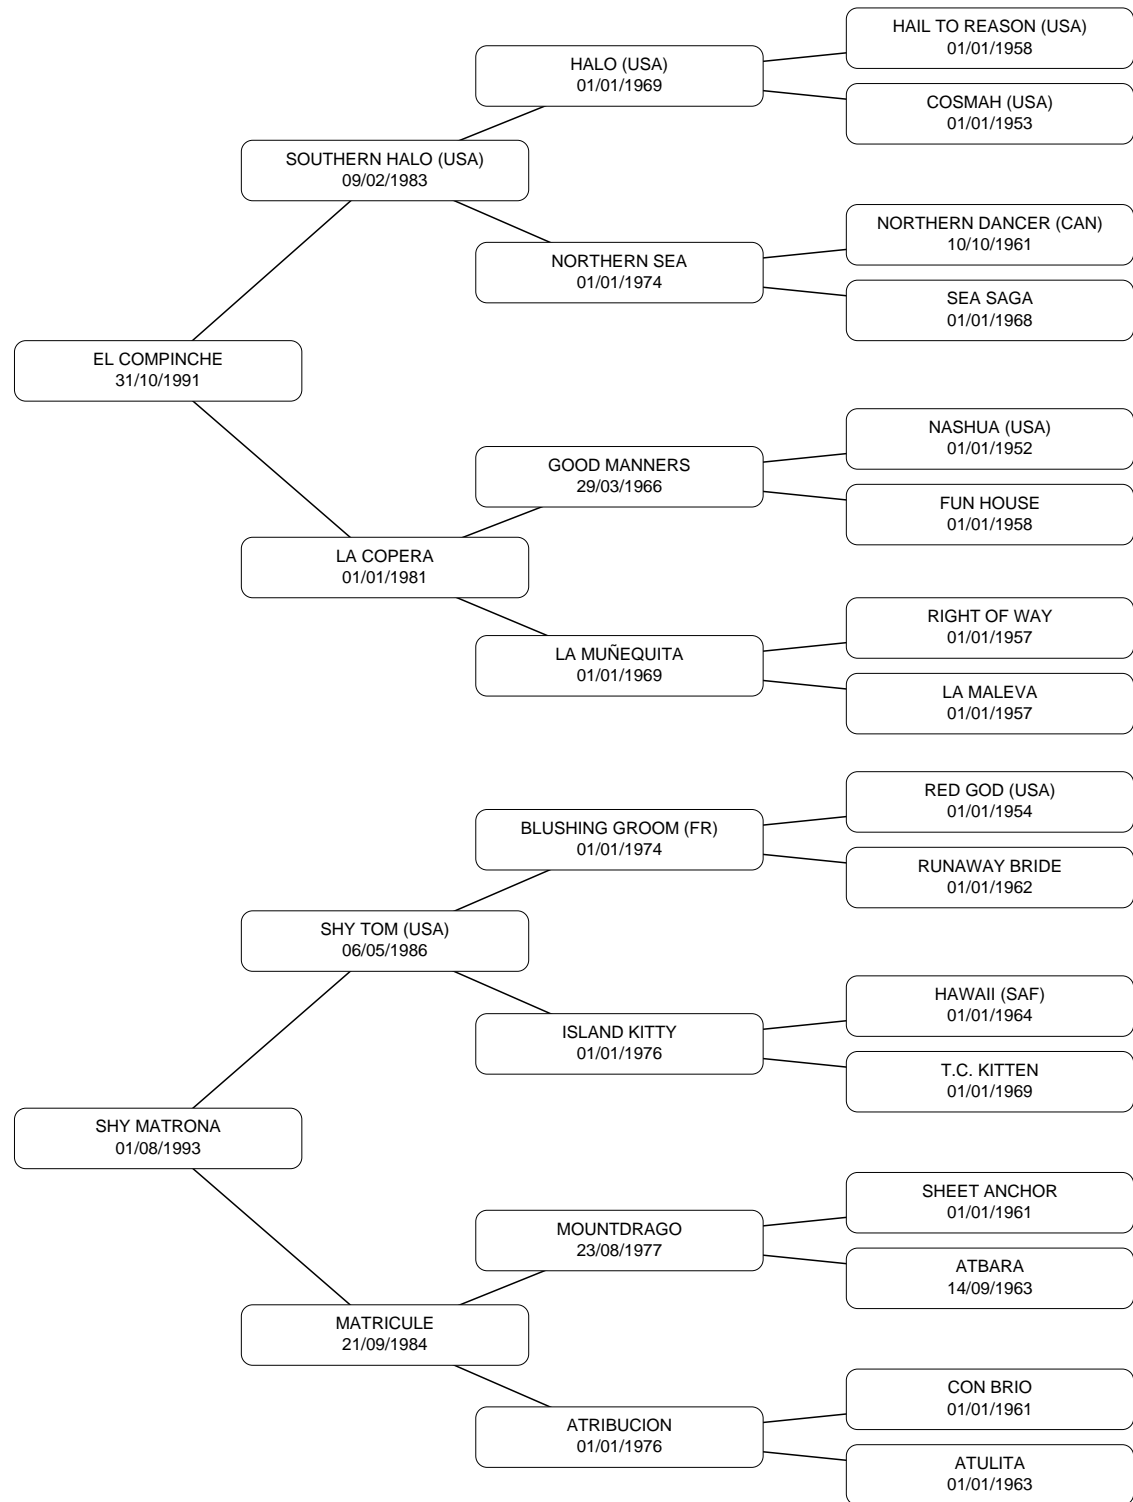 HAIL TO REASON (USA)
01/01/1958
HALO (USA)
01/01/1969
COSMAH (USA)
01/01/1953
SOUTHERN HALO (USA)
09/02/1983
NORTHERN DANCER (CAN)
10/10/1961
NORTHERN SEA
01/01/1974
SEA SAGA
01/01/1968
EL COMPINCHE
31/10/1991
NASHUA (USA)
01/01/1952
GOOD MANNERS
29/03/1966
FUN HOUSE
01/01/1958
LA COPERA
01/01/1981
RIGHT OF WAY
01/01/1957
LA MUÑEQUITA
01/01/1969
LA MALEVA
01/01/1957
RED GOD (USA)
01/01/1954
BLUSHING GROOM (FR)
01/01/1974
RUNAWAY BRIDE
01/01/1962
SHY TOM (USA)
06/05/1986
HAWAII (SAF)
01/01/1964
ISLAND KITTY
01/01/1976
T.C. KITTEN
01/01/1969
SHY MATRONA
01/08/1993
SHEET ANCHOR
01/01/1961
MOUNTDRAGO
23/08/1977
ATBARA
14/09/1963
MATRICULE
21/09/1984
CON BRIO
01/01/1961
ATRIBUCION
01/01/1976
ATULITA
01/01/1963